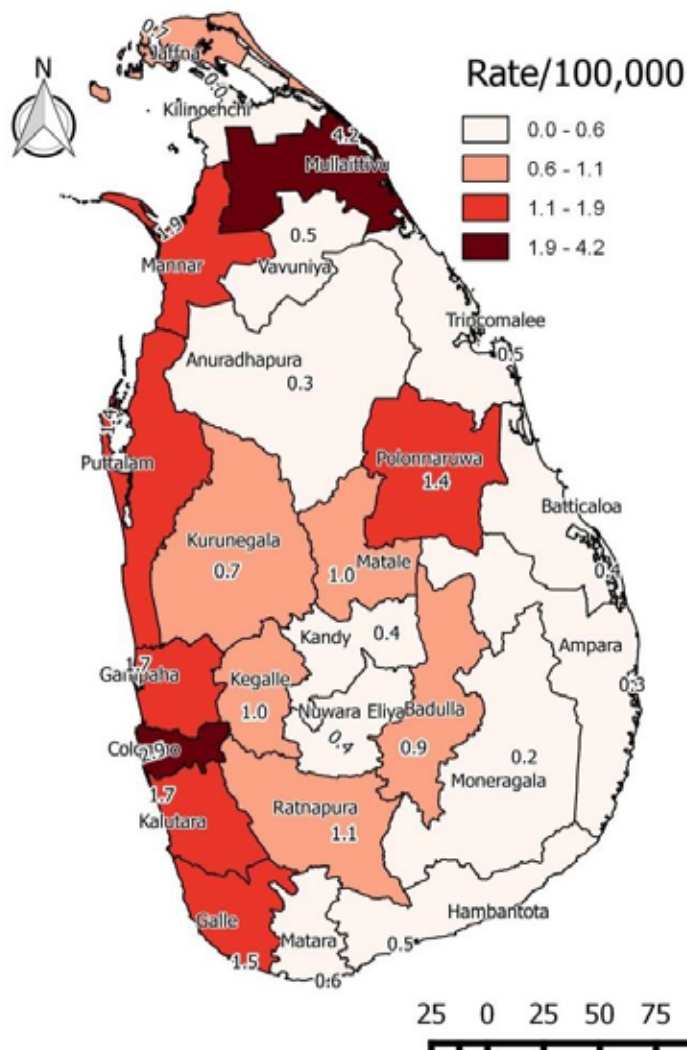 0.7
Jaffna
N
Rate/100,000
0.0
Kilinochchi
0.0 - 0.6
4.2
Mullaittivu
0.6 - 1.1
1.1 - 1.9
1.9
0.5
1.9 - 4.2
Mannar
Vavuniya
Trincomalee
0.5
Anuradhapura
0.3
1.4
Puttalam
Polonnaruwa
1.4
Batticaloa
Kurunegala
0.7
Matale
1.0
0.4
Kandy
0.4
Ampara
1.7
Gampaha
Kegalle
1.0
0.3
Nuwara Eliya
0.4
Badulla
0.9
0.2
Moneragala
Colombo
2.9
1.7
Kalutara
Ratnapura
1.1
Hambantota
Galle
1.5
Matara
0.5
0.6
25 0 25 50 75